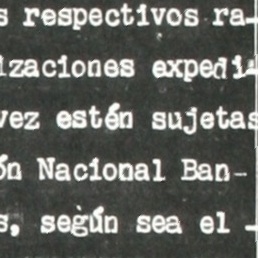 s respectivos ra-
izaciones expedi-
vez estén sujetas
ón Nacional Ban-
s, según sea el -